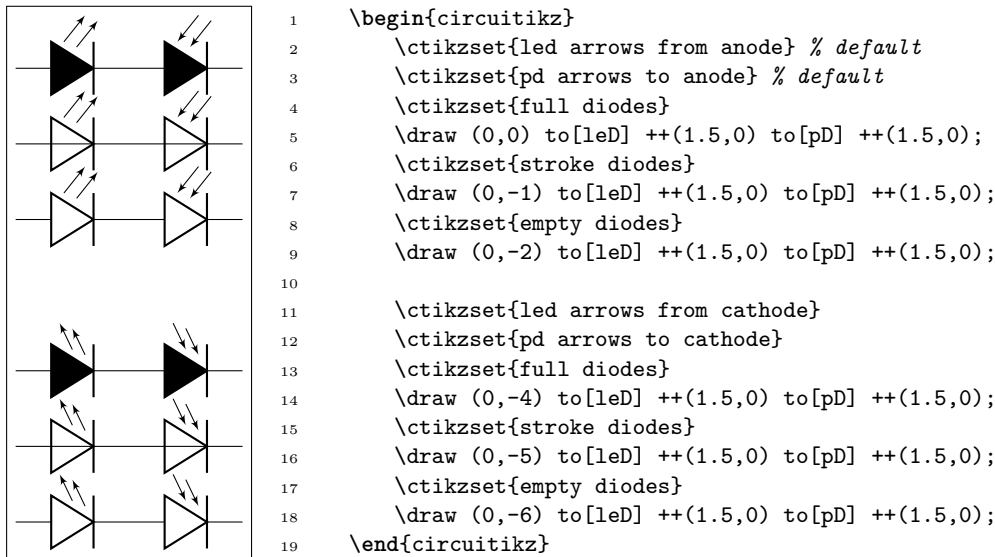 1 \begin{circuitikz}
2 \ctikzset{led arrows from anode} % default
3 \ctikzset{pd arrows to anode} % default
4 \ctikzset{full diodes}
5 \draw (0,0) to[leD] ++(1.5,0) to[pD] ++(1.5,0);
6 \ctikzset{stroke diodes}
7 \draw (0,-1) to[leD] ++(1.5,0) to[pD] ++(1.5,0);
8 \ctikzset{empty diodes}
9 \draw (0,-2) to[leD] ++(1.5,0) to[pD] ++(1.5,0);
10
11 \ctikzset{led arrows from cathode}
12 \ctikzset{pd arrows to cathode}
13 \ctikzset{full diodes}
14 \draw (0,-4) to[leD] ++(1.5,0) to[pD] ++(1.5,0);
15 \ctikzset{stroke diodes}
16 \draw (0,-5) to[leD] ++(1.5,0) to[pD] ++(1.5,0);
17 \ctikzset{empty diodes}
18 \draw (0,-6) to[leD] ++(1.5,0) to[pD] ++(1.5,0);
19 \end{circuitikz}